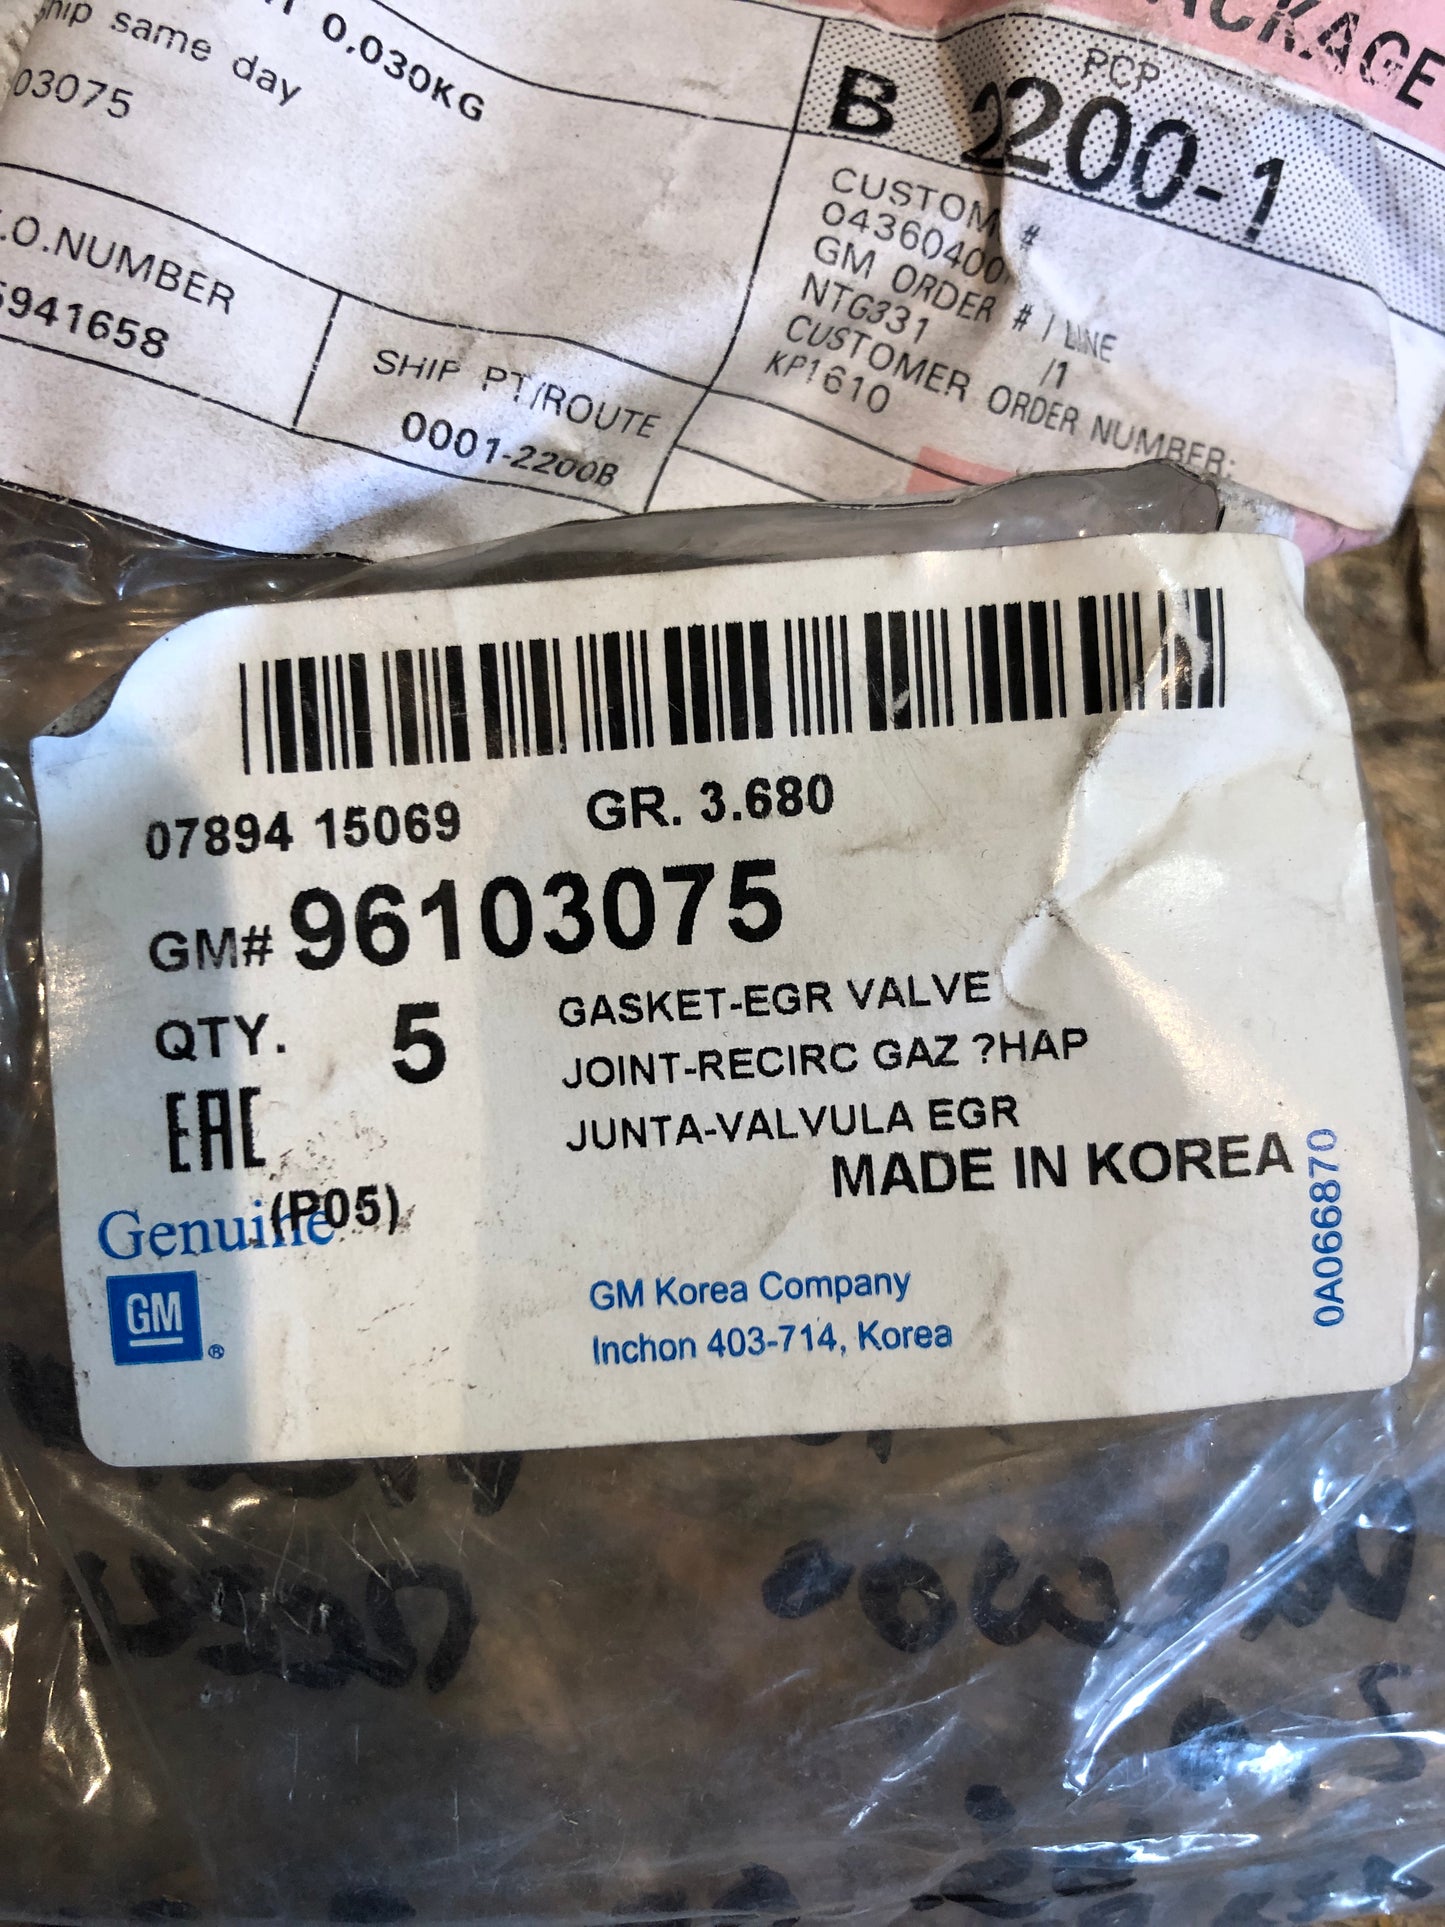 ACKAGE
0.030KG
ship same day
03075
.O.NUMBER
5941658
SHIP PT/ROUTE
0001-2200B
PCP
B 2200-1
CUSTOM #
04360400
GM ORDER # / LINE
NTG331 /1
CUSTOMER ORDER NUMBER:
KP1610
07894 15069 GR. 3.680
GM# 96103075
QTY. 5
GASKET-EGR VALVE
JOINT-RECIRC GAZ ?HAP
JUNTA-VALVULA EGR
EAC
MADE IN KOREA
(P05)
Genuine
GM®
GM Korea Company
Inchon 403-714, Korea
0A066870